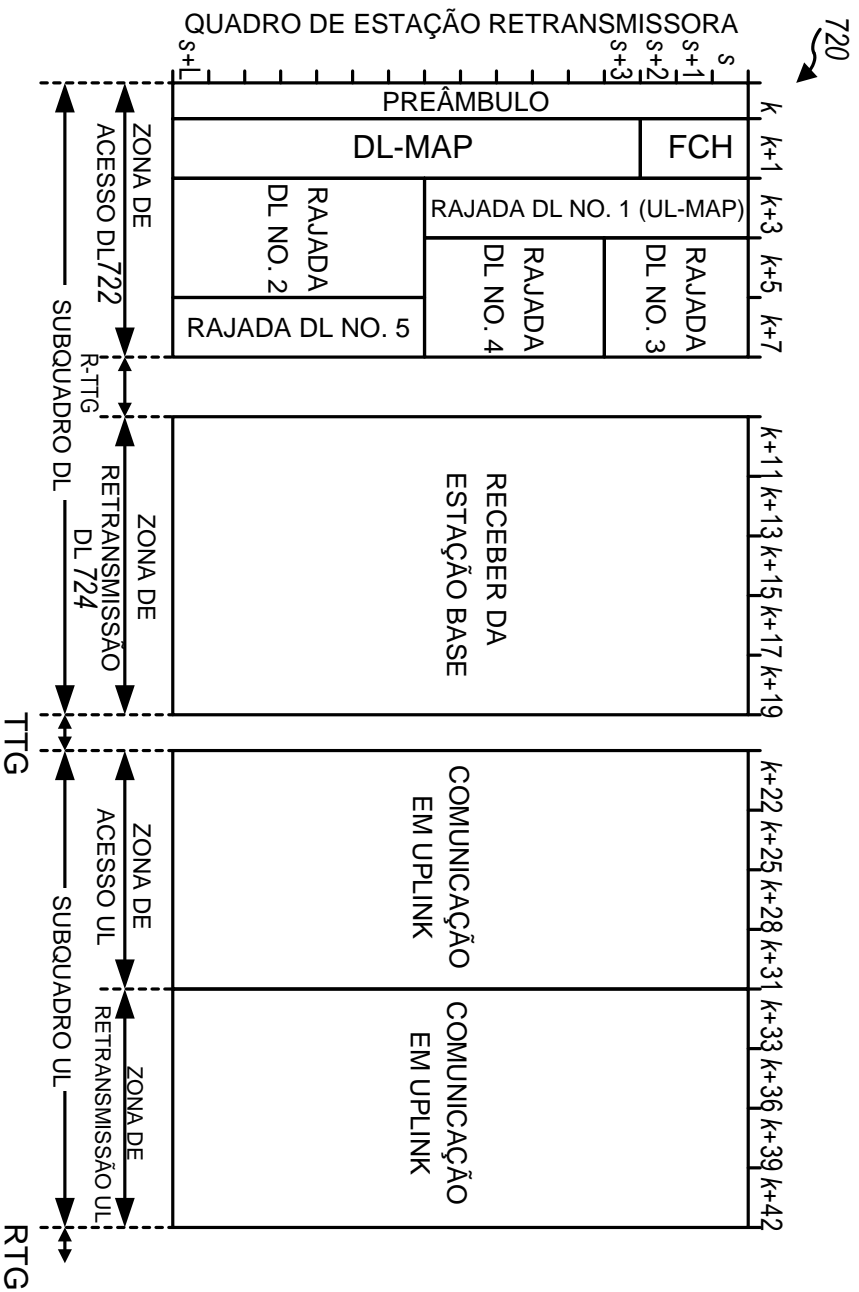 720
QUADRO DE ESTAÇÃO RETRANSMISSORA
k
k+1
k+3
k+5
k+7
k+11
k+13
k+15
k+17
k+19
k+22
k+25
k+28
k+31
k+33
k+36
k+39
k+42
s
s+1
s+2
s+3
s+L
PREÂMBULO
FCH
DL-MAP
RAJADA DL NO. 1 (UL-MAP)
RAJADA
DL NO. 2
RAJADA
DL NO. 3
RAJADA
DL NO. 4
RAJADA DL NO. 5
RECEBER DA
ESTAÇÃO BASE
COMUNICAÇÃO
EM UPLINK
COMUNICAÇÃO
EM UPLINK
ZONA DE
ACESSO DL 722
R-TTG
ZONA DE
RETRANSMISSÃO
DL 724
ZONA DE
ACESSO UL
ZONA DE
RETRANSMISSÃO UL
SUBQUADRO DL
TTG
SUBQUADRO UL
RTG